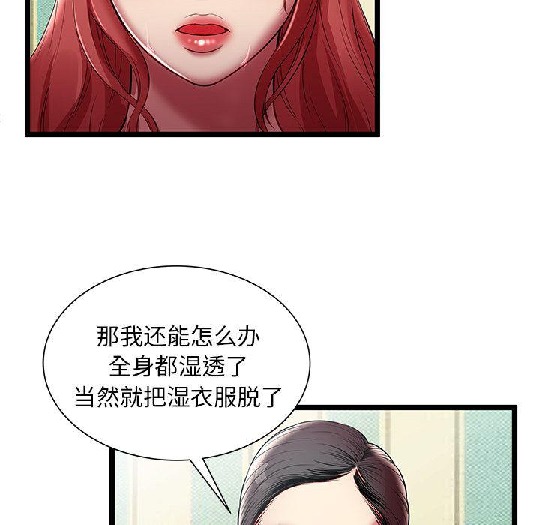 那我还能怎么办
全身都湿透了
当然就把湿衣服脱了